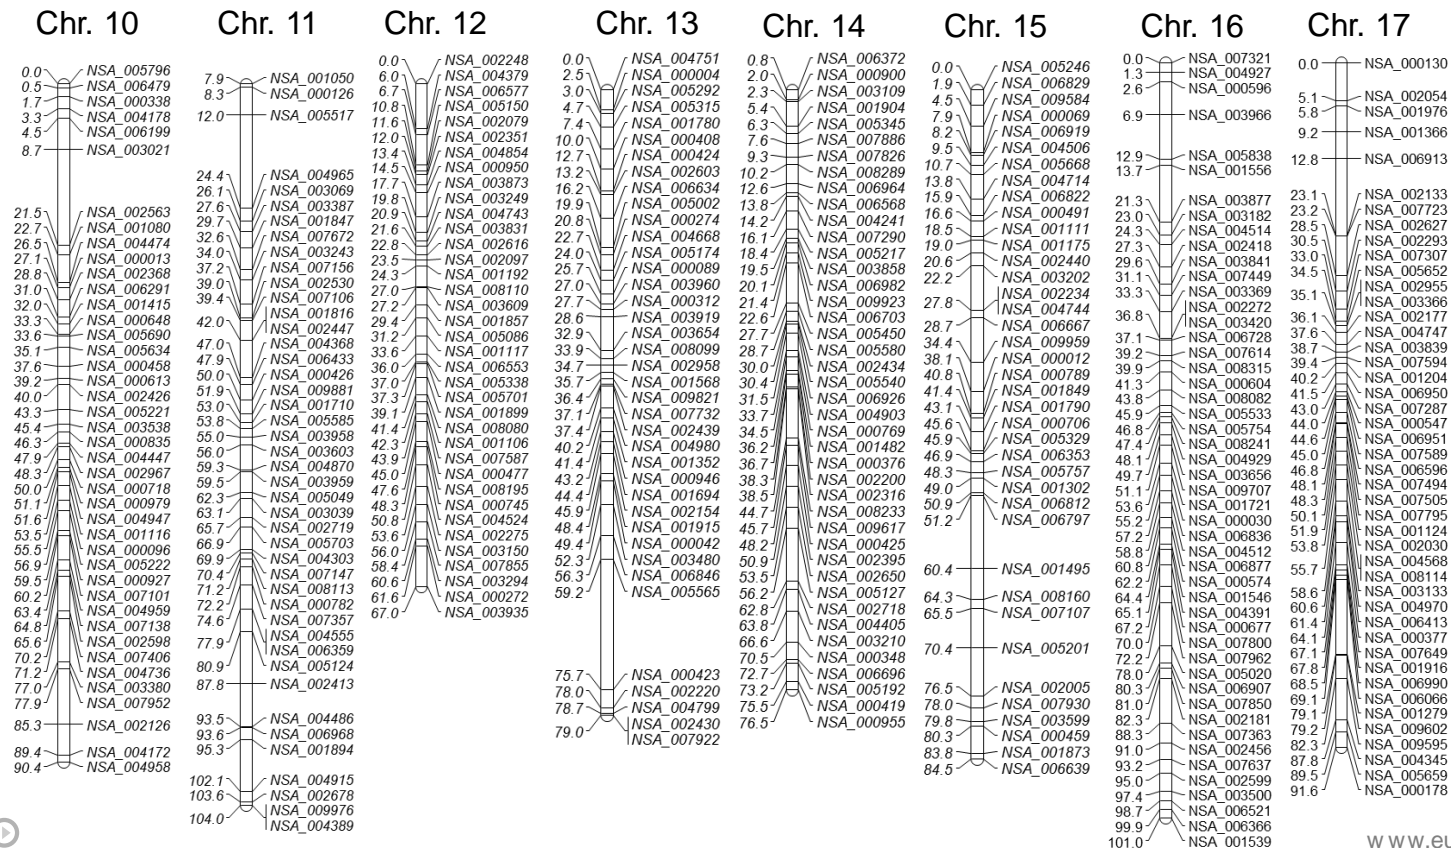 Chr. 10
0.0 NSA_005796
0.5 NSA_006479
1.7 NSA_000338
3.3 NSA_004178
4.5 NSA_006199
8.7 NSA_003021
21.5 NSA_002563
22.7 NSA_001080
26.5 NSA_004474
27.1 NSA_000013
28.8 NSA_002368
31.0 NSA_006291
32.0 NSA_001415
33.3 NSA_000648
33.6 NSA_005690
35.1 NSA_005634
37.6 NSA_000458
39.2 NSA_000613
40.0 NSA_002426
43.3 NSA_005221
45.4 NSA_003538
46.3 NSA_000835
47.9 NSA_004447
48.3 NSA_002967
50.0 NSA_000718
51.1 NSA_000979
51.6 NSA_004947
53.5 NSA_001116
55.5 NSA_000096
56.9 NSA_005222
59.5 NSA_000927
60.2 NSA_007101
63.4 NSA_004959
64.8 NSA_007138
65.6 NSA_002598
70.2 NSA_007406
71.2 NSA_004736
77.0 NSA_003380
77.9 NSA_007952
85.3 NSA_002126
89.4 NSA_004172
90.4 NSA_004958
Chr. 11
7.9 NSA_001050
8.3 NSA_000126
12.0 NSA_005517
24.4 NSA_004965
26.1 NSA_003069
27.6 NSA_003387
29.7 NSA_001847
32.6 NSA_007672
34.0 NSA_003243
37.2 NSA_007156
39.0 NSA_002530
39.4 NSA_007106
42.0 NSA_001816
NSA_002447
47.0 NSA_004368
47.9 NSA_006433
50.0 NSA_000426
51.9 NSA_009881
53.0 NSA_001710
53.8 NSA_005585
55.0 NSA_003958
56.0 NSA_003603
59.3 NSA_004870
59.5 NSA_003959
62.3 NSA_005049
63.1 NSA_003039
65.7 NSA_002719
66.9 NSA_005703
69.9 NSA_004303
70.4 NSA_007147
71.2 NSA_008113
72.2 NSA_000782
74.6 NSA_007357
77.9 NSA_004555
NSA_006359
80.9 NSA_005124
87.8 NSA_002413
93.5 NSA_004486
93.6 NSA_006968
95.3 NSA_001894
102.1 NSA_004915
103.6 NSA_002678
104.0 NSA_009976
NSA_004389
Chr. 12
0.0 NSA_002248
6.0 NSA_004379
6.7 NSA_006577
10.8 NSA_005150
11.6 NSA_002079
12.0 NSA_002351
13.4 NSA_004854
14.5 NSA_000950
17.7 NSA_003873
19.8 NSA_003249
20.9 NSA_004743
21.6 NSA_003831
22.8 NSA_002616
23.5 NSA_002097
24.3 NSA_001192
27.0 NSA_008110
27.2 NSA_003609
29.4 NSA_001857
31.2 NSA_005086
33.6 NSA_001117
36.0 NSA_006553
37.0 NSA_005338
37.3 NSA_005701
39.1 NSA_001899
41.4 NSA_008080
42.3 NSA_001106
43.9 NSA_007587
45.0 NSA_000477
47.6 NSA_008195
48.3 NSA_000745
50.8 NSA_004524
53.6 NSA_002275
56.0 NSA_003150
58.4 NSA_007855
60.6 NSA_003294
61.6 NSA_000272
67.0 NSA_003935
Chr. 13
0.0 NSA_004751
2.5 NSA_000004
3.0 NSA_005292
4.7 NSA_005315
7.4 NSA_001780
10.0 NSA_000408
12.7 NSA_000424
13.2 NSA_002603
16.2 NSA_006634
19.9 NSA_005002
20.8 NSA_000274
22.7 NSA_004668
24.0 NSA_005174
25.7 NSA_000089
27.0 NSA_003960
27.7 NSA_000312
28.6 NSA_003919
32.9 NSA_003654
33.9 NSA_008099
34.7 NSA_002958
35.7 NSA_001568
36.4 NSA_009821
37.1 NSA_007732
37.4 NSA_002439
40.2 NSA_004980
41.4 NSA_001352
43.2 NSA_000946
44.4 NSA_001694
45.9 NSA_002154
48.4 NSA_001915
49.4 NSA_000042
52.3 NSA_003480
56.3 NSA_006846
59.2 NSA_005565
75.7 NSA_000423
78.0 NSA_002220
78.7 NSA_004799
79.0 NSA_002430
NSA_007922
Chr. 14
0.8 NSA_006372
2.0 NSA_000900
2.3 NSA_003109
5.4 NSA_001904
6.3 NSA_005345
7.6 NSA_007886
9.3 NSA_007826
10.2 NSA_008289
12.6 NSA_006964
13.8 NSA_006568
14.2 NSA_004241
16.1 NSA_007290
18.4 NSA_005217
19.5 NSA_003858
20.1 NSA_006982
21.4 NSA_009923
22.6 NSA_006703
27.7 NSA_005450
28.7 NSA_005580
30.0 NSA_002434
30.4 NSA_005540
31.5 NSA_006926
33.7 NSA_004903
34.5 NSA_000769
36.2 NSA_001482
36.7 NSA_000376
38.3 NSA_002200
38.5 NSA_002316
44.7 NSA_008233
45.7 NSA_009617
48.2 NSA_000425
50.9 NSA_002395
53.5 NSA_002650
56.2 NSA_005127
62.8 NSA_002718
63.8 NSA_004405
66.6 NSA_003210
70.5 NSA_000348
72.7 NSA_006696
73.2 NSA_005192
75.5 NSA_000419
76.5 NSA_000955
Chr. 15
0.0 NSA_005246
1.9 NSA_006829
4.5 NSA_009584
7.9 NSA_000069
8.2 NSA_006919
9.5 NSA_004506
10.7 NSA_005668
13.8 NSA_004714
15.9 NSA_006822
16.6 NSA_000491
18.5 NSA_001111
19.0 NSA_001175
20.6 NSA_002440
22.2 NSA_003202
27.8 NSA_002234
NSA_004744
28.7 NSA_006667
34.4 NSA_009959
38.1 NSA_000012
40.8 NSA_000789
41.4 NSA_001849
43.1 NSA_001790
45.6 NSA_000706
45.9 NSA_005329
46.9 NSA_006353
48.3 NSA_005757
49.0 NSA_001302
50.9 NSA_006812
51.2 NSA_006797
60.4 NSA_001495
64.3 NSA_008160
65.5 NSA_007107
70.4 NSA_005201
76.5 NSA_002005
78.0 NSA_007930
79.8 NSA_003599
80.3 NSA_000459
83.8 NSA_001873
84.5 NSA_006639
Chr. 16
0.0 NSA_007321
1.3 NSA_004927
2.6 NSA_000596
6.9 NSA_003966
12.9 NSA_005838
13.7 NSA_001556
21.3 NSA_003877
23.0 NSA_003182
24.3 NSA_004514
27.3 NSA_002418
29.6 NSA_003841
31.1 NSA_007449
33.3 NSA_003369
36.8 NSA_002272
NSA_003420
37.1 NSA_006728
39.2 NSA_007614
39.9 NSA_008315
41.3 NSA_000604
43.8 NSA_008082
45.9 NSA_005533
46.8 NSA_005754
47.4 NSA_008241
48.1 NSA_004929
49.7 NSA_003656
51.1 NSA_009707
53.6 NSA_001721
55.2 NSA_000030
57.2 NSA_006836
58.8 NSA_004512
60.8 NSA_006877
62.2 NSA_000574
64.4 NSA_001546
65.1 NSA_004391
67.2 NSA_000677
70.0 NSA_007800
72.2 NSA_007962
78.0 NSA_005020
80.3 NSA_006907
81.0 NSA_007850
82.3 NSA_002181
88.3 NSA_007363
91.0 NSA_002456
93.2 NSA_007637
95.0 NSA_002599
97.4 NSA_003500
98.7 NSA_006521
99.9 NSA_006366
101.0 NSA_001539
Chr. 17
0.0 NSA_000130
5.1 NSA_002054
5.8 NSA_001976
9.2 NSA_001366
12.8 NSA_006913
23.1 NSA_002133
23.2 NSA_007723
28.5 NSA_002627
30.5 NSA_002293
33.0 NSA_007307
34.5 NSA_005652
35.1 NSA_002955
NSA_003366
36.1 NSA_002177
37.6 NSA_004747
38.7 NSA_003839
39.4 NSA_007594
40.2 NSA_001204
41.5 NSA_006950
43.0 NSA_007287
44.0 NSA_000547
44.6 NSA_006951
45.0 NSA_007589
46.8 NSA_006596
48.1 NSA_007494
48.3 NSA_007505
50.1 NSA_007795
51.9 NSA_001124
53.8 NSA_002030
55.7 NSA_004568
NSA_008114
58.6 NSA_003133
60.6 NSA_004970
61.4 NSA_006413
64.1 NSA_000377
67.1 NSA_007649
67.8 NSA_001916
68.5 NSA_006990
69.1 NSA_006066
79.1 NSA_001279
79.2 NSA_009602
82.3 NSA_009595
87.8 NSA_004345
89.5 NSA_005659
91.6 NSA_000178
www.eu